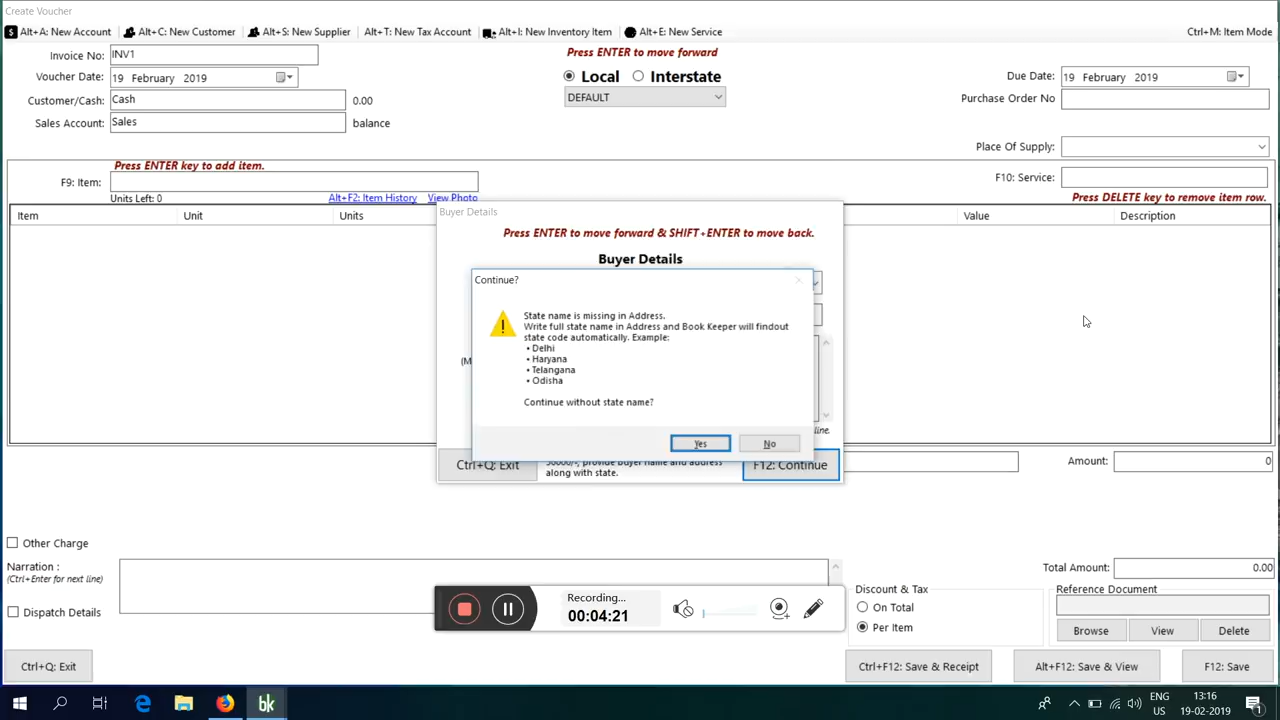 Create Voucher
Alt+A: New Account Alt+C: New Customer Alt+S: New Supplier Alt+T: New Tax Account Alt+I: New Inventory Item Alt+E: New Service Ctrl+M: Item Mode
Invoice No: INV1
Press ENTER to move forward
Voucher Date: 19 February 2019
Local Interstate
Due Date: 19 February 2019
Customer/Cash: Cash 0.00
DEFAULT
Purchase Order No
Sales Account: Sales balance
Place Of Supply:
Press ENTER key to add item.
F9: Item:
F10: Service:
Units Left: 0 Alt+F2: Item History View Photo
Press DELETE key to remove item row.
Item Unit Units Value Description
Buyer Details
Press ENTER to move forward & SHIFT+ENTER to move back.
Buyer Details
Continue?
State name is missing in Address.
Write full state name in Address and Book Keeper will findout
state code automatically. Example:
• Delhi
• Haryana
• Telangana
• Odisha
(M
Continue without state name?
line.
Yes No
Ctrl+Q: Exit
50000/-, provide buyer name and address
along with state.
F12: Continue
Amount: 0
Other Charge
Narration :
(Ctrl+Enter for next line)
Total Amount: 0.00
Dispatch Details
Recording...
00:04:21
Discount & Tax
On Total
Per Item
Reference Document
Browse View Delete
Ctrl+Q: Exit Ctrl+F12: Save & Receipt Alt+F12: Save & View F12: Save
bk
ENG
US
13:16
19-02-2019
1